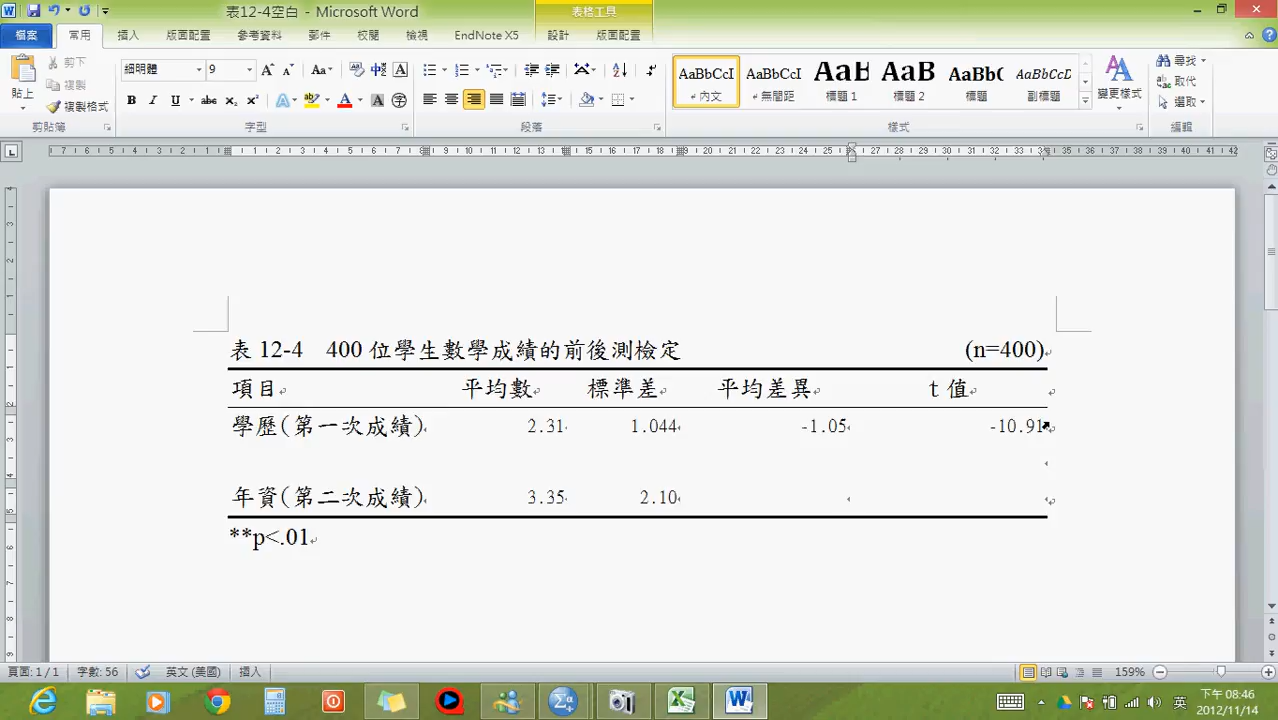 表12-4空白 - Microsoft Word
表格工具
檔案 常用 插入 版面配置 參考資料 郵件 校閱 檢視 EndNote X5 設計 版面配置
貼上 剪下 複製 複製格式
細明體 9
AaBbCcI AaBbCcI AaB AaB AaBb( AaBbCcD
內文 無間距 標題 1 標題 2 標題 副標題
變更樣式
尋找 取代 選取
剪貼簿 字型 段落 樣式 編輯
表 12-4 400 位學生數學成績的前後測檢定 (n=400)
項目 平均數 標準差 平均差異 t 值
學歷(第一次成績) 2.31 1.044 -1.05 -10.91
年資(第二次成績) 3.35 2.10
**p<.01
頁面: 1 / 1 字數: 56 英文 (美國) 插入 159%
英 下午 08:46
2012/11/14